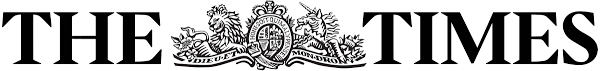 THE TIMES
DIEU ET MON DROIT